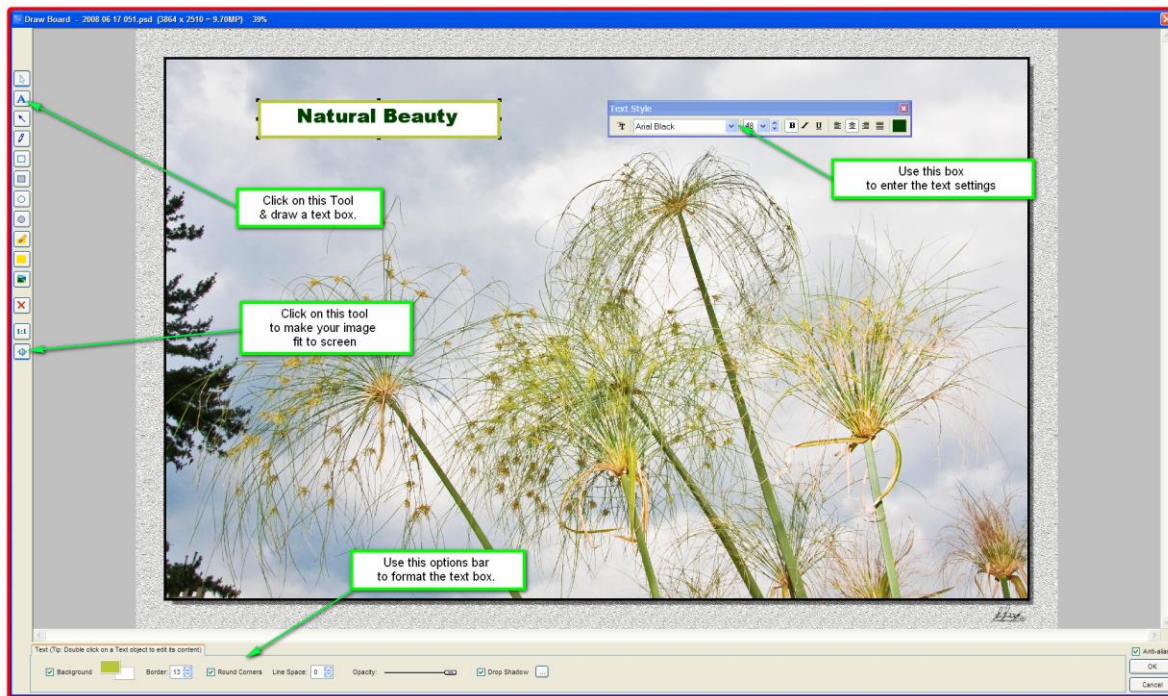 Draw Board - 2008 06 17 051.psd (3864 x 2510 ~ 9.70MP) 39%
Natural Beauty
Text Style
Arial Black 48 B I U
Use this box
to enter the text settings
A
Click on this Tool
& draw a text box.
Click on this tool
to make your image
fit to screen
1:1
Use this options bar
to format the text box.
Text (Tip: Double click on a Text object to edit its content)
Background Border: 13 Round Corners Line Space: 0 Opacity: 100 Drop Shadow ...
Anti-alias
OK
Cancel